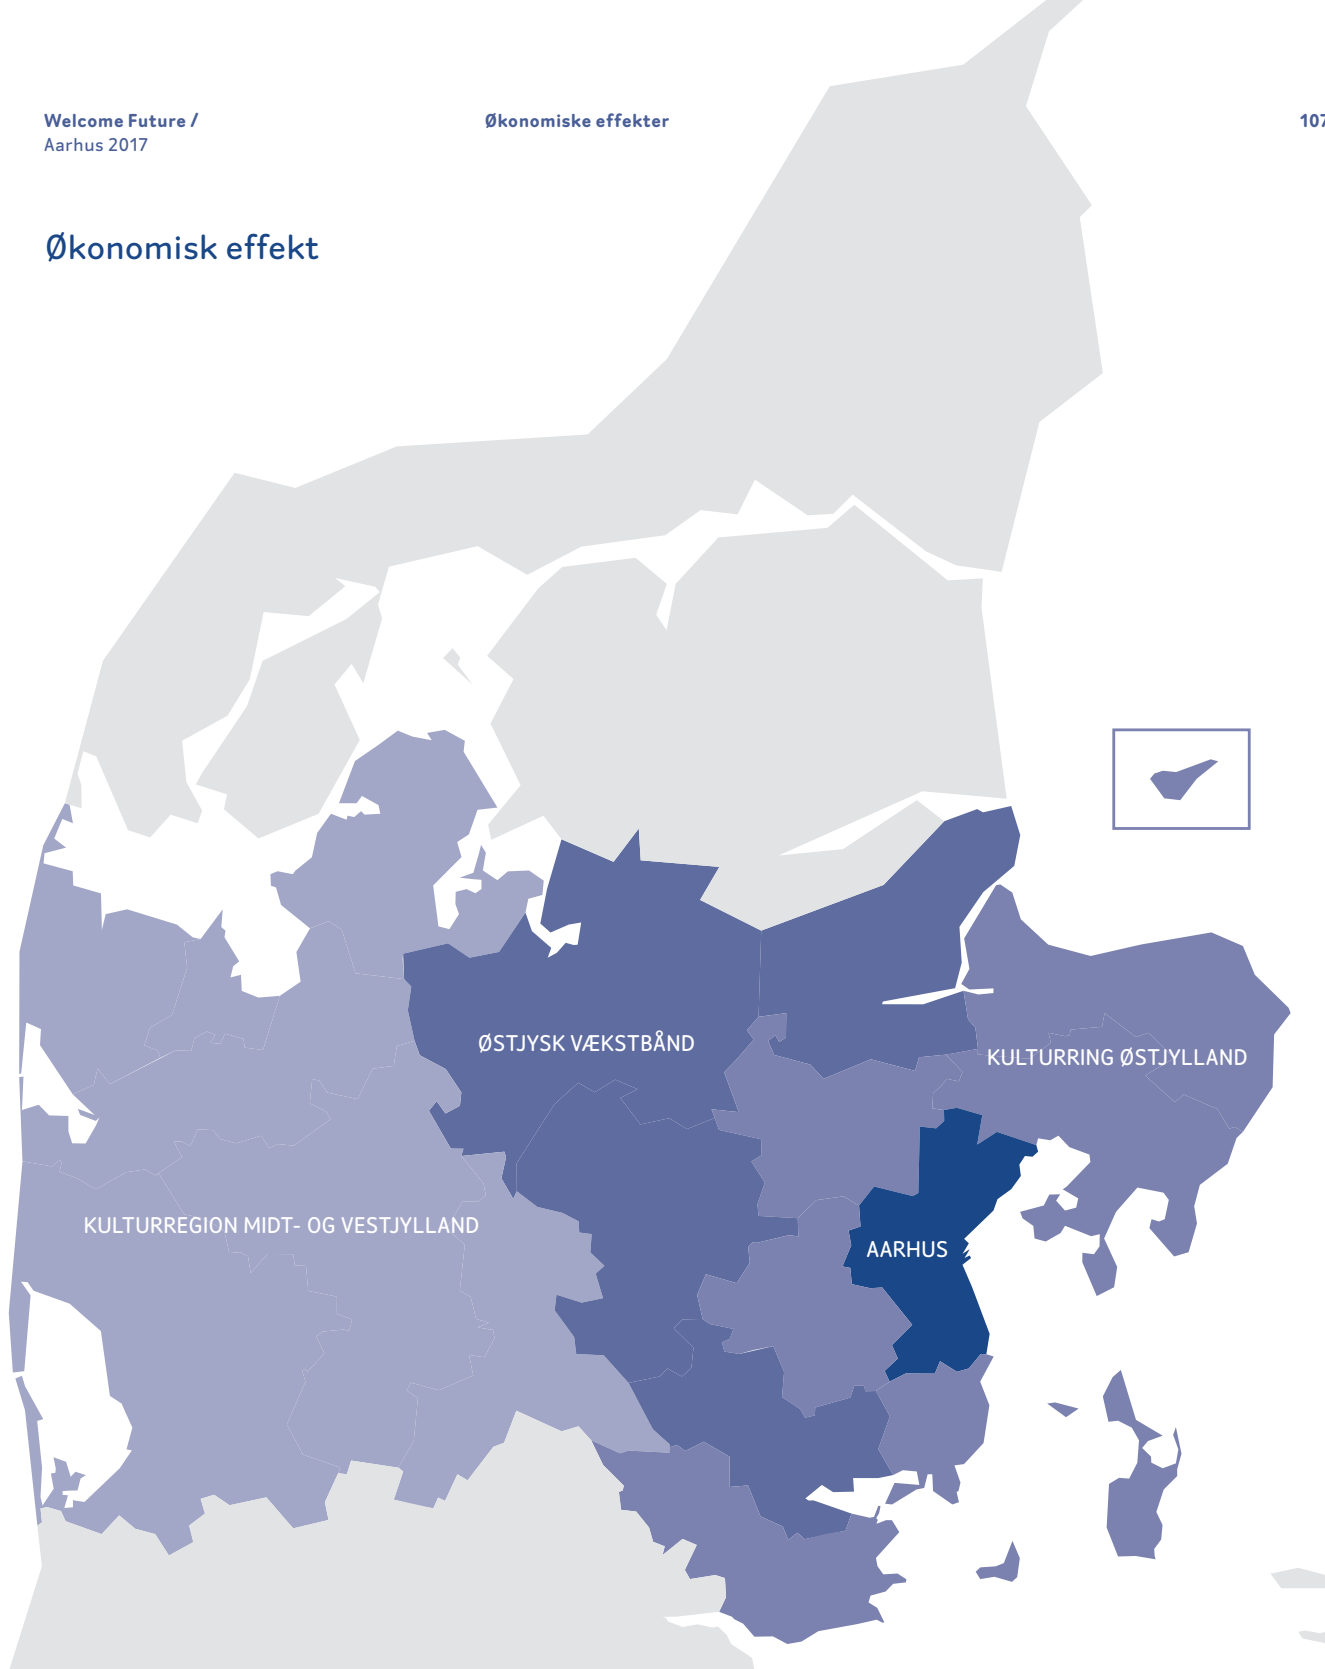 Welcome Future /
Aarhus 2017
Økonomiske effekter
107
Økonomisk effekt
ØSTJYSK VÆKSTBÅND
KULTURRING ØSTJYLLAND
KULTURREGION MIDT- OG VESTJYLLAND
AARHUS